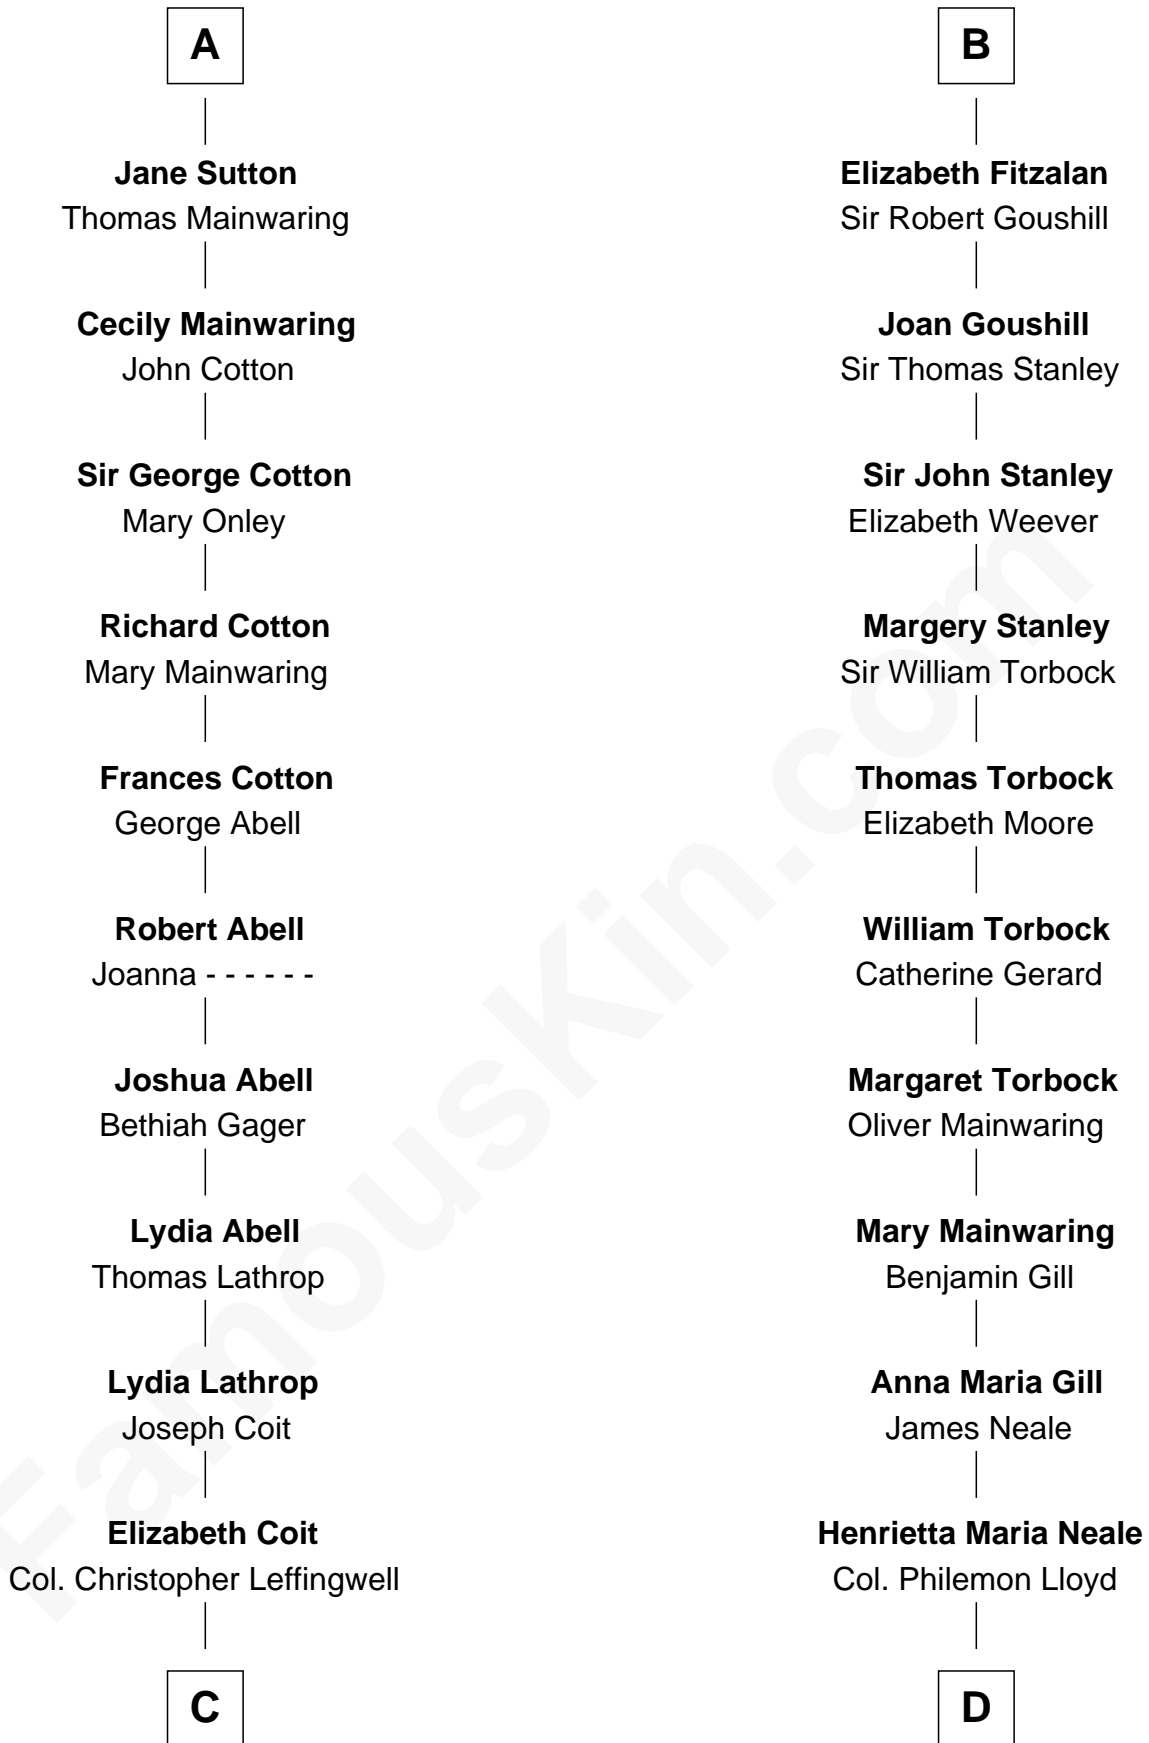 A
Jane Sutton
Thomas Mainwaring
Cecily Mainwaring
John Cotton
Sir George Cotton
Mary Onley
Richard Cotton
Mary Mainwaring
Frances Cotton
George Abell
Robert Abell
Joanna - - - - - -
Joshua Abell
Bethiah Gager
Lydia Abell
Thomas Lathrop
Lydia Lathrop
Joseph Coit
Elizabeth Coit
Col. Christopher Leffingwell
C
B
Elizabeth Fitzalan
Sir Robert Goushill
Joan Goushill
Sir Thomas Stanley
Sir John Stanley
Elizabeth Weever
Margery Stanley
Sir William Torbock
Thomas Torbock
Elizabeth Moore
William Torbock
Catherine Gerard
Margaret Torbock
Oliver Mainwaring
Mary Mainwaring
Benjamin Gill
Anna Maria Gill
James Neale
Henrietta Maria Neale
Col. Philemon Lloyd
D
FamousKin.com